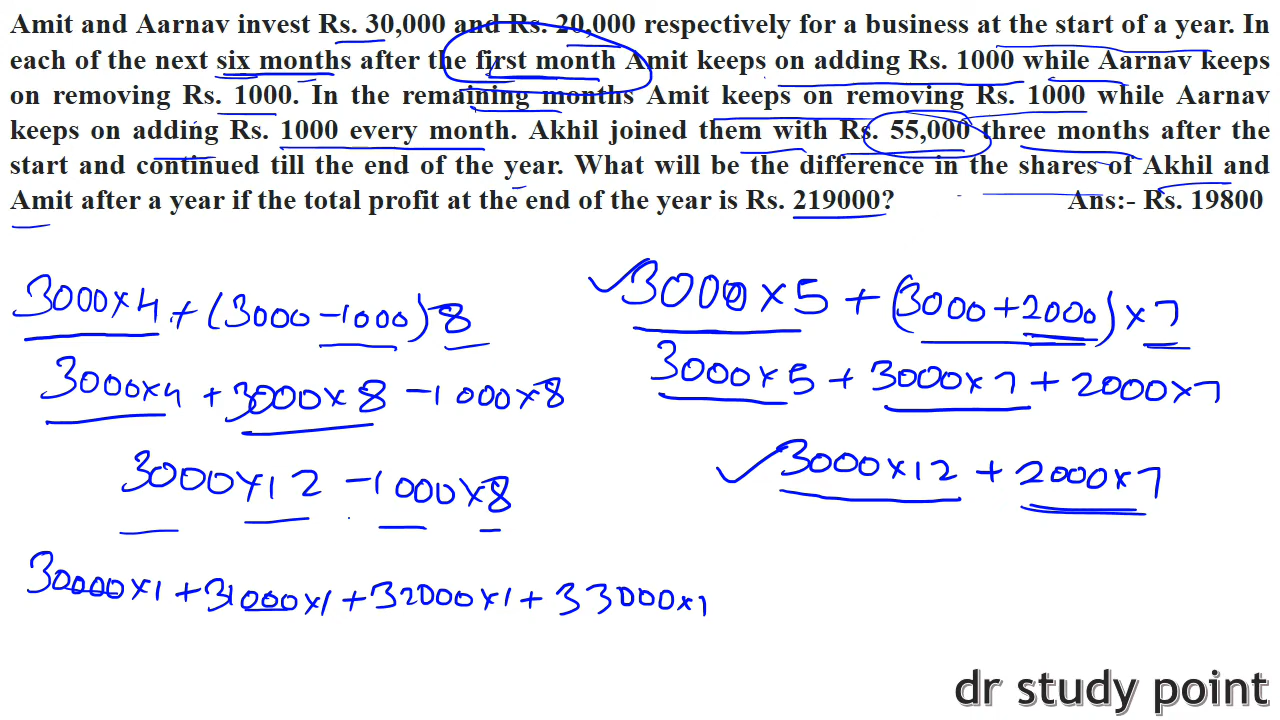 Amit and Aarnav invest Rs. 30,000 and Rs. 20,000 respectively for a business at the start of a year. In
each of the next six months after the first month Amit keeps on adding Rs. 1000 while Aarnav keeps
on removing Rs. 1000. In the remaining months Amit keeps on removing Rs. 1000 while Aarnav
keeps on adding Rs. 1000 every month. Akhil joined them with Rs. 55,000 three months after the
start and continued till the end of the year. What will be the difference in the shares of Akhil and
Amit after a year if the total profit at the end of the year is Rs. 219000? Ans:- Rs. 19800
3000×4 + (3000 -1000) 8
3000×4 + 3000×8 -1000×8
3000×12 -1000×8
3000×5 + (3000+2000)×7
3000×5 + 3000×7 + 2000×7
3000×12 + 2000×7
30000×1 + 31000×1 + 32000×1 + 33000×1
dr study point